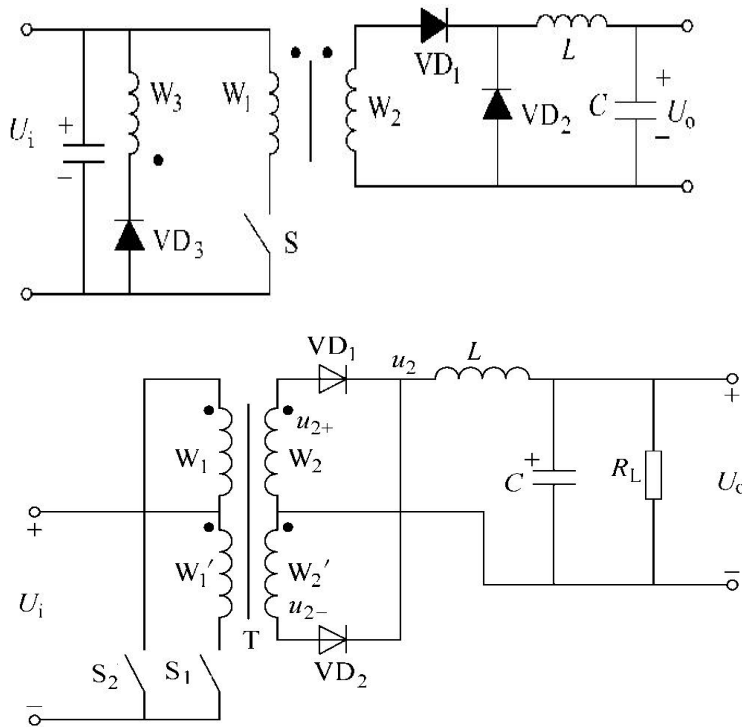 VD₁
L
W₃
W₁
W₂
VD₂
C
+
Uₒ
−
Uᵢ
+
−
VD₃
S
VD₁
u₂
L
+
u₂₊
W₁
W₂
+
C
R_L
Uₒ
+
W₁′
W₂′
Uᵢ
u₂₋
−
T
S₂
S₁
VD₂
−